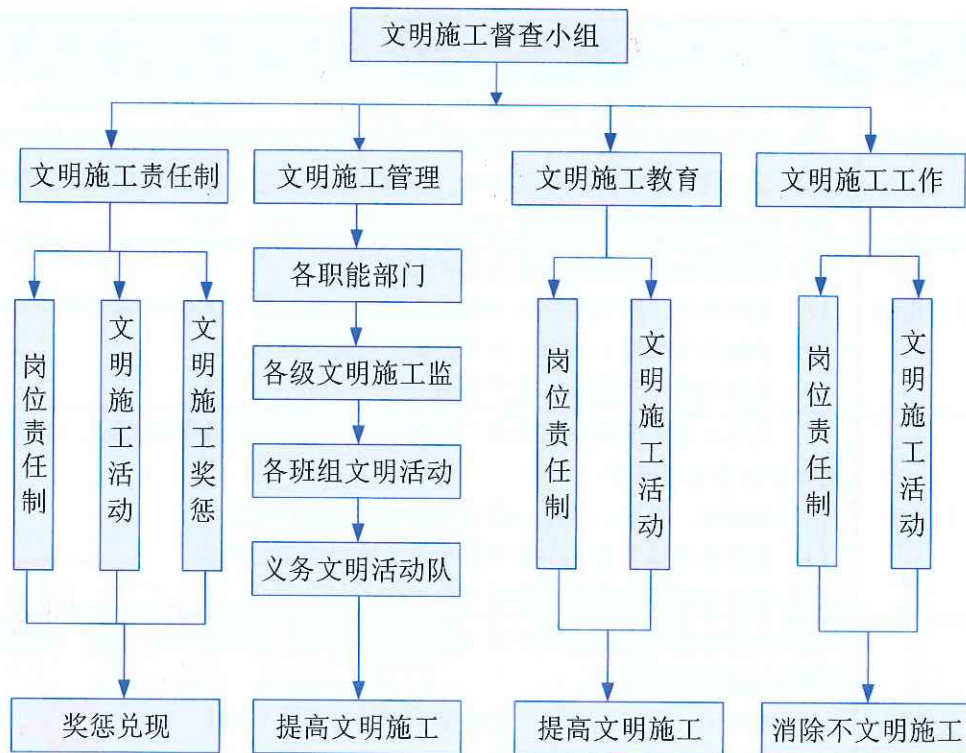 文明施工督查小组
文明施工责任制
文明施工管理
文明施工教育
文明施工工作
各职能部门
各级文明施工监
各班组文明活动
义务文明活动队
岗位责任制
文明施工活动
文明施工奖惩
岗位责任制
文明施工活动
岗位责任制
文明施工活动
奖惩兑现
提高文明施工
提高文明施工
消除不文明施工